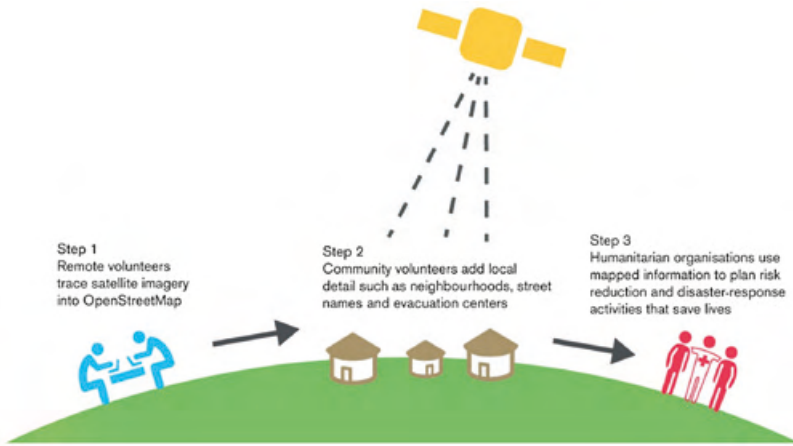 Step 1
Remote volunteers
trace satellite imagery
into OpenStreetMap
Step 2
Community volunteers add local
detail such as neighbourhoods, street
names and evacuation centers
Step 3
Humanitarian organisations use
mapped information to plan risk
reduction and disaster-response
activities that save lives